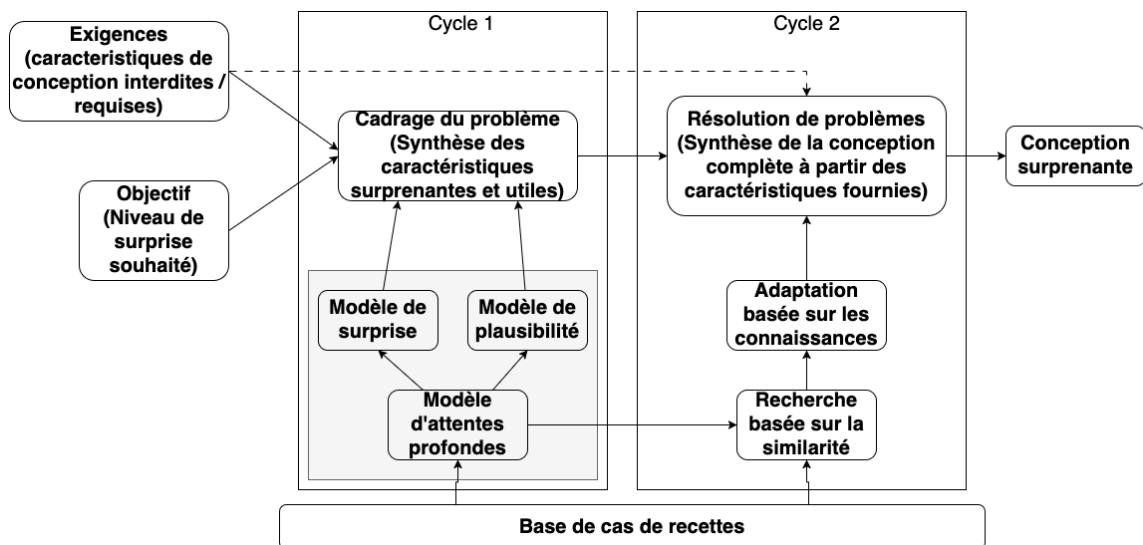 Cycle 1
Cycle 2
Exigences
(caracteristiques de
conception interdites /
requises)
Cadrage du problème
(Synthèse des
caractéristiques
surprenantes et utiles)
Résolution de problèmes
(Synthèse de la conception
complète à partir des
caractéristiques fournies)
Conception
surprenante
Objectif
(Niveau de
surprise
souhaité)
Modèle de
surprise
Modèle de
plausibilité
Adaptation
basée sur les
connaissances
Modèle
d'attentes
profondes
Recherche
basée sur la
similarité
Base de cas de recettes